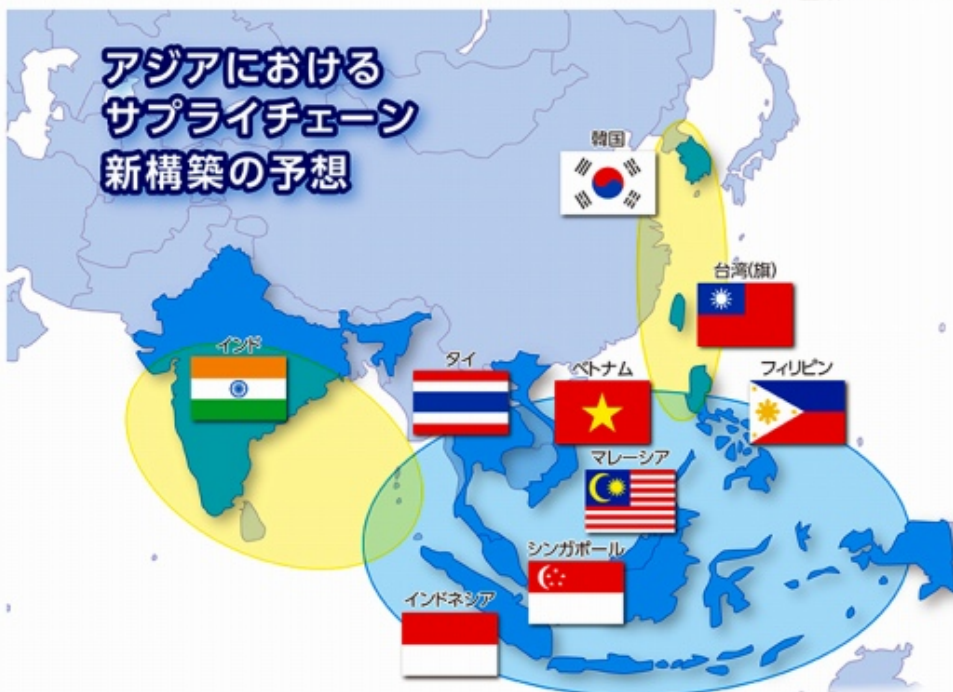 アジアにおける
サプライチェーン
新構築の予想
韓国
台湾(旗)
インド
タイ
ベトナム
フィリピン
マレーシア
シンガポール
インドネシア